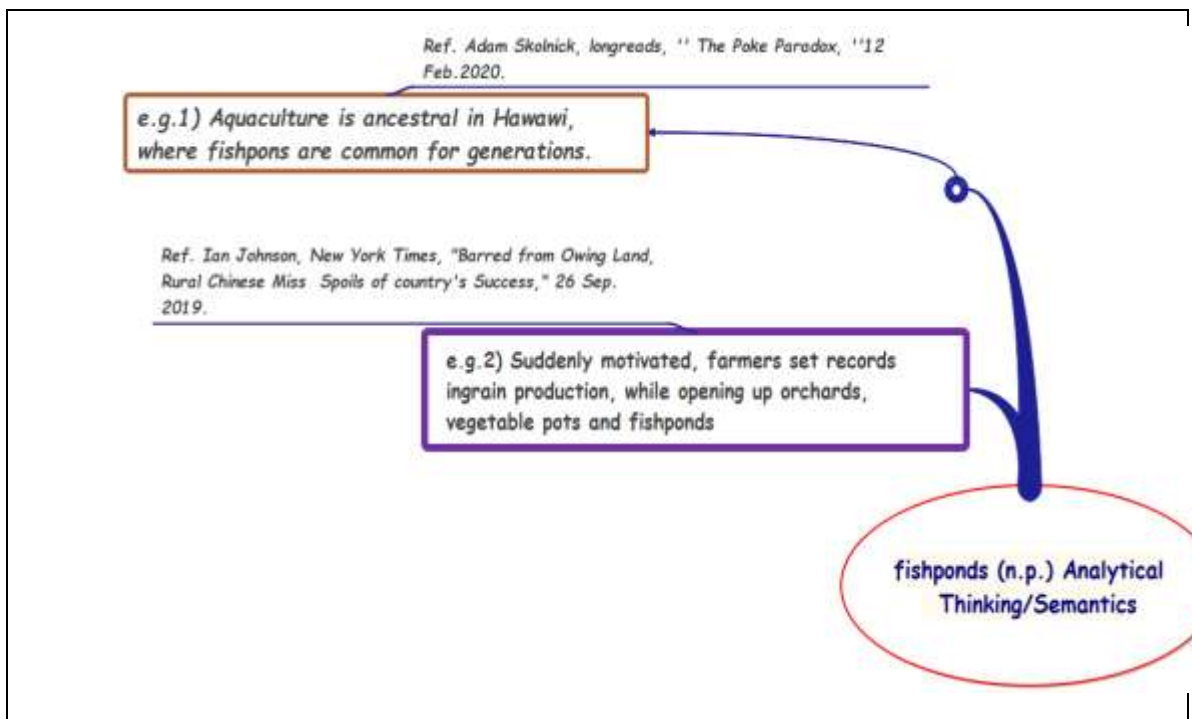 Ref. Adam Skolnick, longreads, '' The Poke Paradox, ''12
Feb.2020.
e.g.1) Aquaculture is ancestral in Hawawi,
where fishpons are common for generations.
Ref. Ian Johnson, New York Times, "Barred from Owing Land,
Rural Chinese Miss Spoils of country's Success," 26 Sep.
2019.
e.g.2) Suddenly motivated, farmers set records
ingrain production, while opening up orchards,
vegetable pots and fishponds
fishponds (n.p.) Analytical
Thinking/Semantics